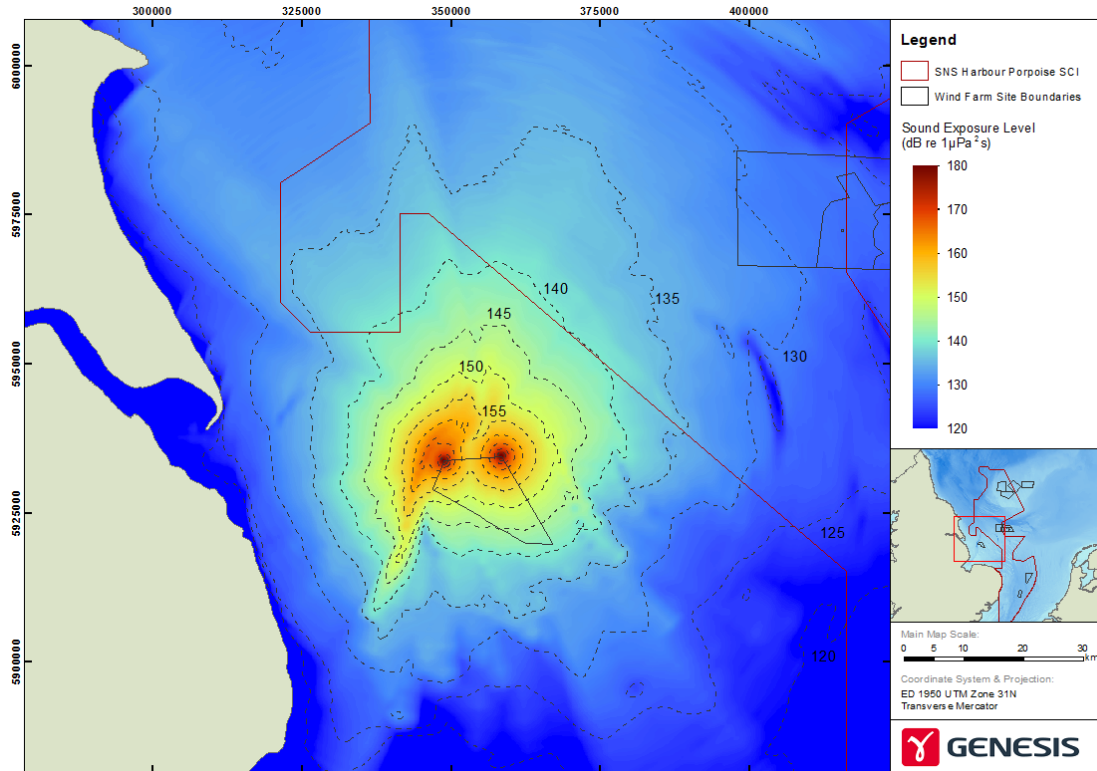 300000 325000 350000 375000 400000
6000000
5975000
5950000
5925000
5900000
140
135
145
130
150
155
125
120
Legend
SNS Harbour Porpoise SCI
Wind Farm Site Boundaries
Sound Exposure Level
(dB re 1µPa²s)
180
170
160
150
140
130
120
Main Map Scale:
0 5 10 20 30
km
Coordinate System & Projection:
ED 1950 UTM Zone 31N
Transverse Mercator
GENESIS